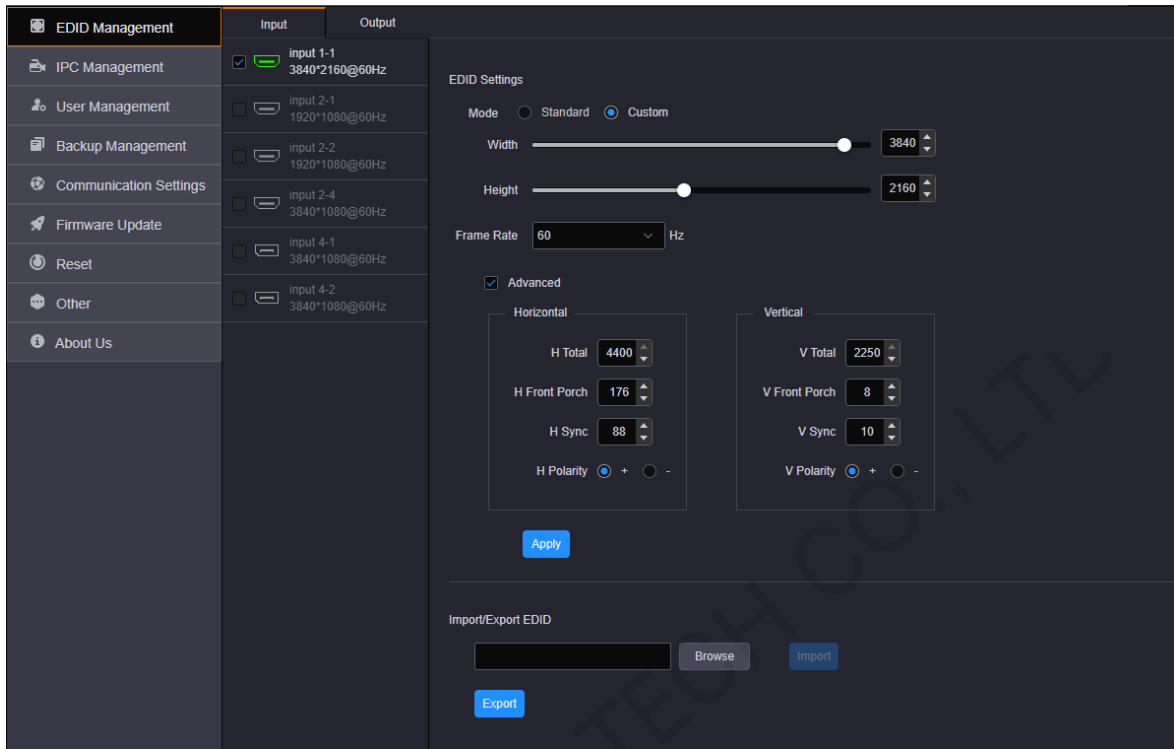 EDID Management
IPC Management
User Management
Backup Management
Communication Settings
Firmware Update
Reset
Other
About Us
Input Output
input 1-1
3840*2160@60Hz
input 2-1
1920*1080@60Hz
input 2-2
1920*1080@60Hz
input 2-4
3840*1080@60Hz
input 4-1
3840*1080@60Hz
input 4-2
3840*1080@60Hz
EDID Settings
Mode Standard Custom
Width 3840
Height 2160
Frame Rate 60 Hz
Advanced
Horizontal
H Total 4400
H Front Porch 176
H Sync 88
H Polarity + -
Vertical
V Total 2250
V Front Porch 8
V Sync 10
V Polarity + -
Apply
Import/Export EDID
Browse Import
Export
TECH CO., LTD